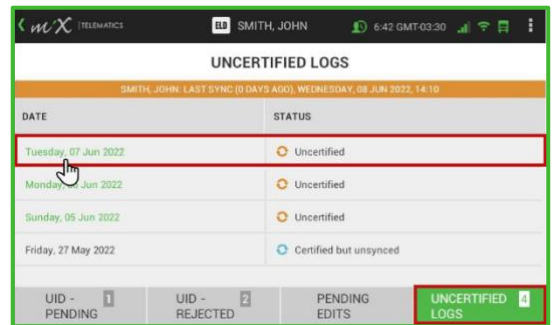 miX TELEMATICS ELD SMITH, JOHN 6:42 GMT-03:30
UNCERTIFIED LOGS
SMITH, JOHN: LAST SYNC (0 DAYS AGO), WEDNESDAY, 08 JUN 2022, 14:10
DATE STATUS
Tuesday, 07 Jun 2022 Uncertified
Monday, Jun 2022 Uncertified
Sunday, 05 Jun 2022 Uncertified
Friday, 27 May 2022 Certified but unsynced
UID - 1 UID - 2 PENDING UNCERTIFIED 4
PENDING REJECTED EDITS LOGS